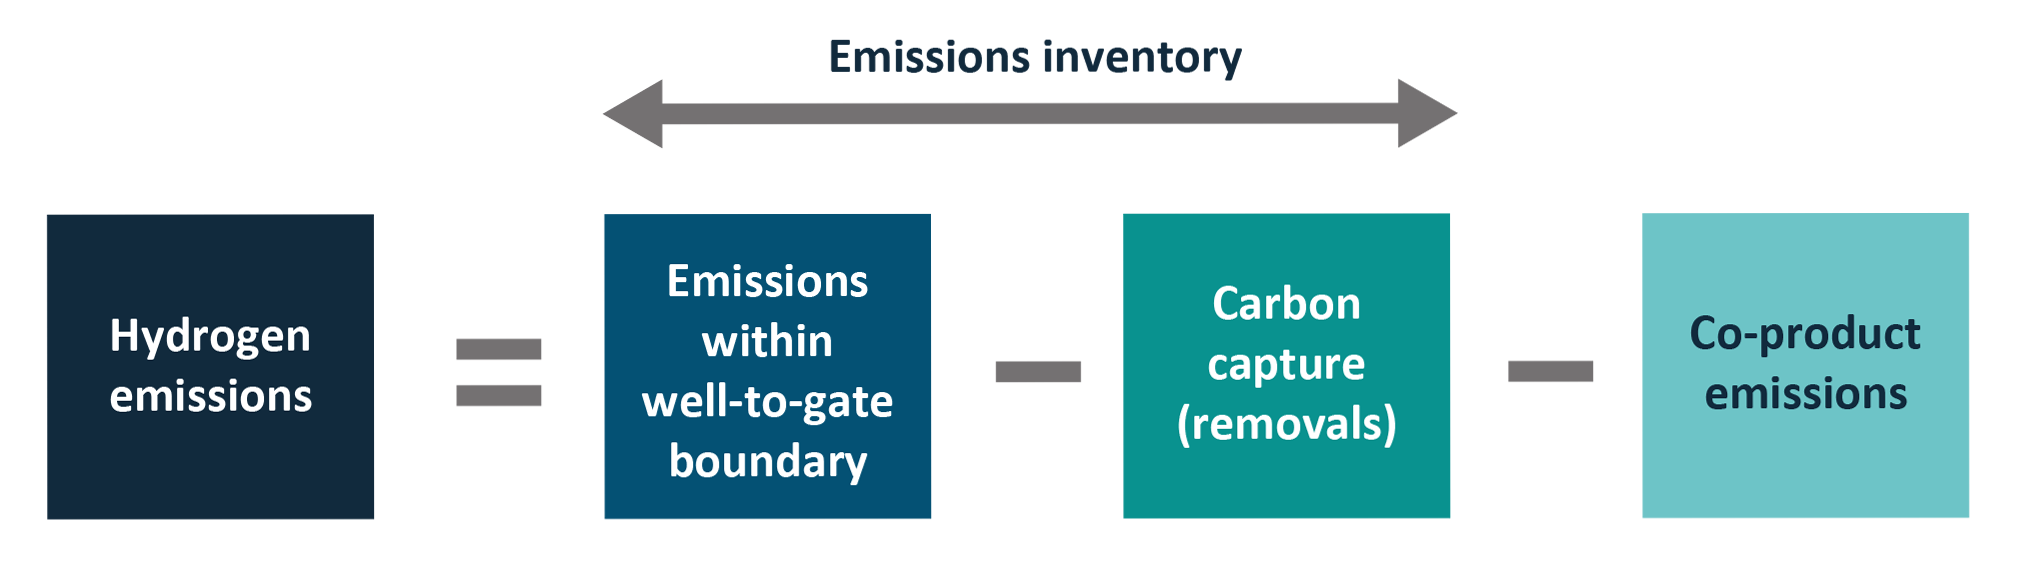 Emissions inventory
Hydrogen
emissions
=
Emissions
within
well-to-gate
boundary
–
Carbon
capture
(removals)
–
Co-product
emissions